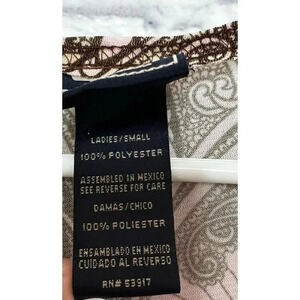 LADIES/SMALL
100% POLYESTER
ASSEMBLED IN MEXICO
SEE REVERSE FOR CARE
DAMAS/CHICO
100% POLIESTER
ENSAMBLADO EN MEXICO
CUIDADO AL REVERSO
RN# 53917